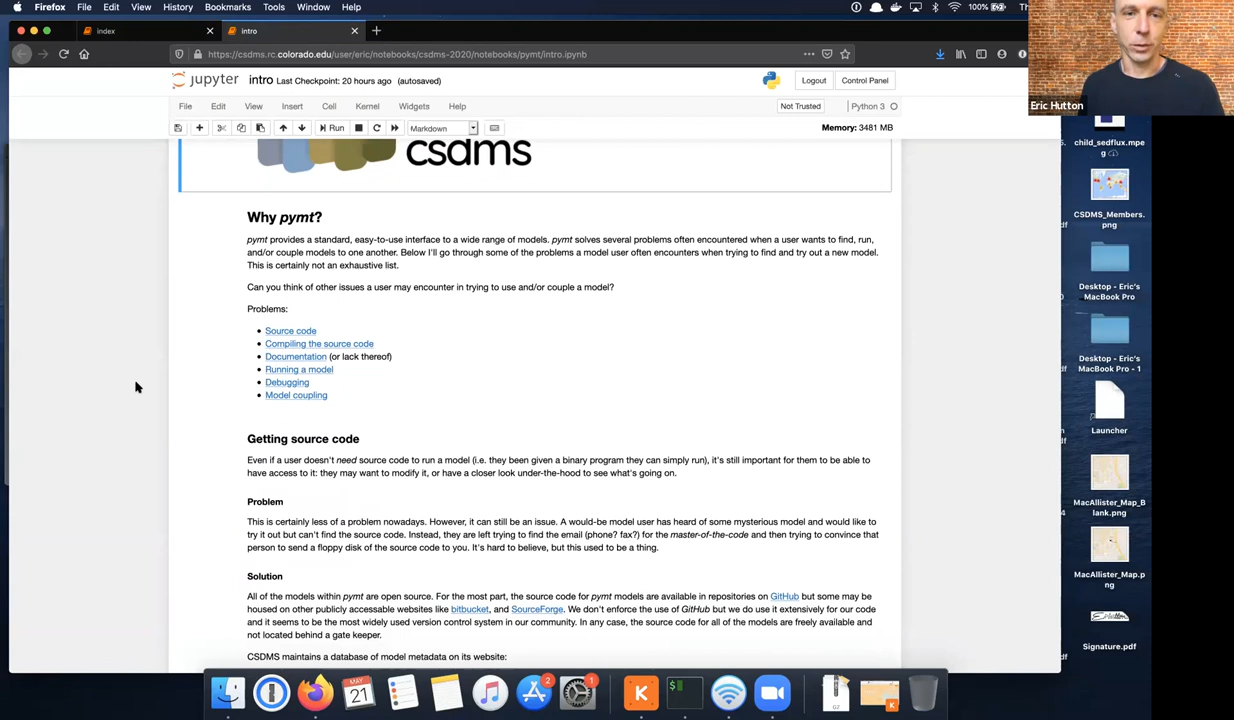 Firefox File Edit View History Bookmarks Tools Window Help 100% Th
index intro
https://csdms.rc.colorado.edu/user/eric/notebooks/csdms-2020/notebooks/pymt/intro.ipynb
jupyter intro Last Checkpoint: 20 hours ago (autosaved) Logout Control Panel
File Edit View Insert Cell Kernel Widgets Help Not Trusted Python 3
Run Markdown Memory: 3481 MB
csdms
Why pymt?
pymt provides a standard, easy-to-use interface to a wide range of models. pymt solves several problems often encountered when a user wants to find, run,
and/or couple models to one another. Below I'll go through some of the problems a model user often encounters when trying to find and try out a new model.
This is certainly not an exhaustive list.
Can you think of other issues a user may encounter in trying to use and/or couple a model?
Problems:
Source code
Compiling the source code
Documentation (or lack thereof)
Running a model
Debugging
Model coupling
Getting source code
Even if a user doesn't need source code to run a model (i.e. they been given a binary program they can simply run), it's still important for them to be able to
have access to it: they may want to modify it, or have a closer look under-the-hood to see what's going on.
Problem
This is certainly less of a problem nowadays. However, it can still be an issue. A would-be model user has heard of some mysterious model and would like to
try it out but can't find the source code. Instead, they are left trying to find the email (phone? fax?) for the master-of-the-code and then trying to convince that
person to send a floppy disk of the source code to you. It's hard to believe, but this used to be a thing.
Solution
All of the models within pymt are open source. For the most part, the source code for pymt models are available in repositories on GitHub but some may be
housed on other publicly accessable websites like bitbucket, and SourceForge. We don't enforce the use of GitHub but we do use it extensively for our code
and it seems to be the most widely used version control system in our community. In any case, the source code for all of the models are freely available and
not located behind a gate keeper.
CSDMS maintains a database of model metadata on its website:
Eric Hutton
child_sedflux.mpe
g
CSDMS_Members.
png
Desktop - Eric's
MacBook Pro
Desktop - Eric's
MacBook Pro - 1
Launcher
MacAllister_Map_B
lank.png
MacAllister_Map.p
ng
Signature.pdf
MAY
21
2
1
K
$
GZ
K